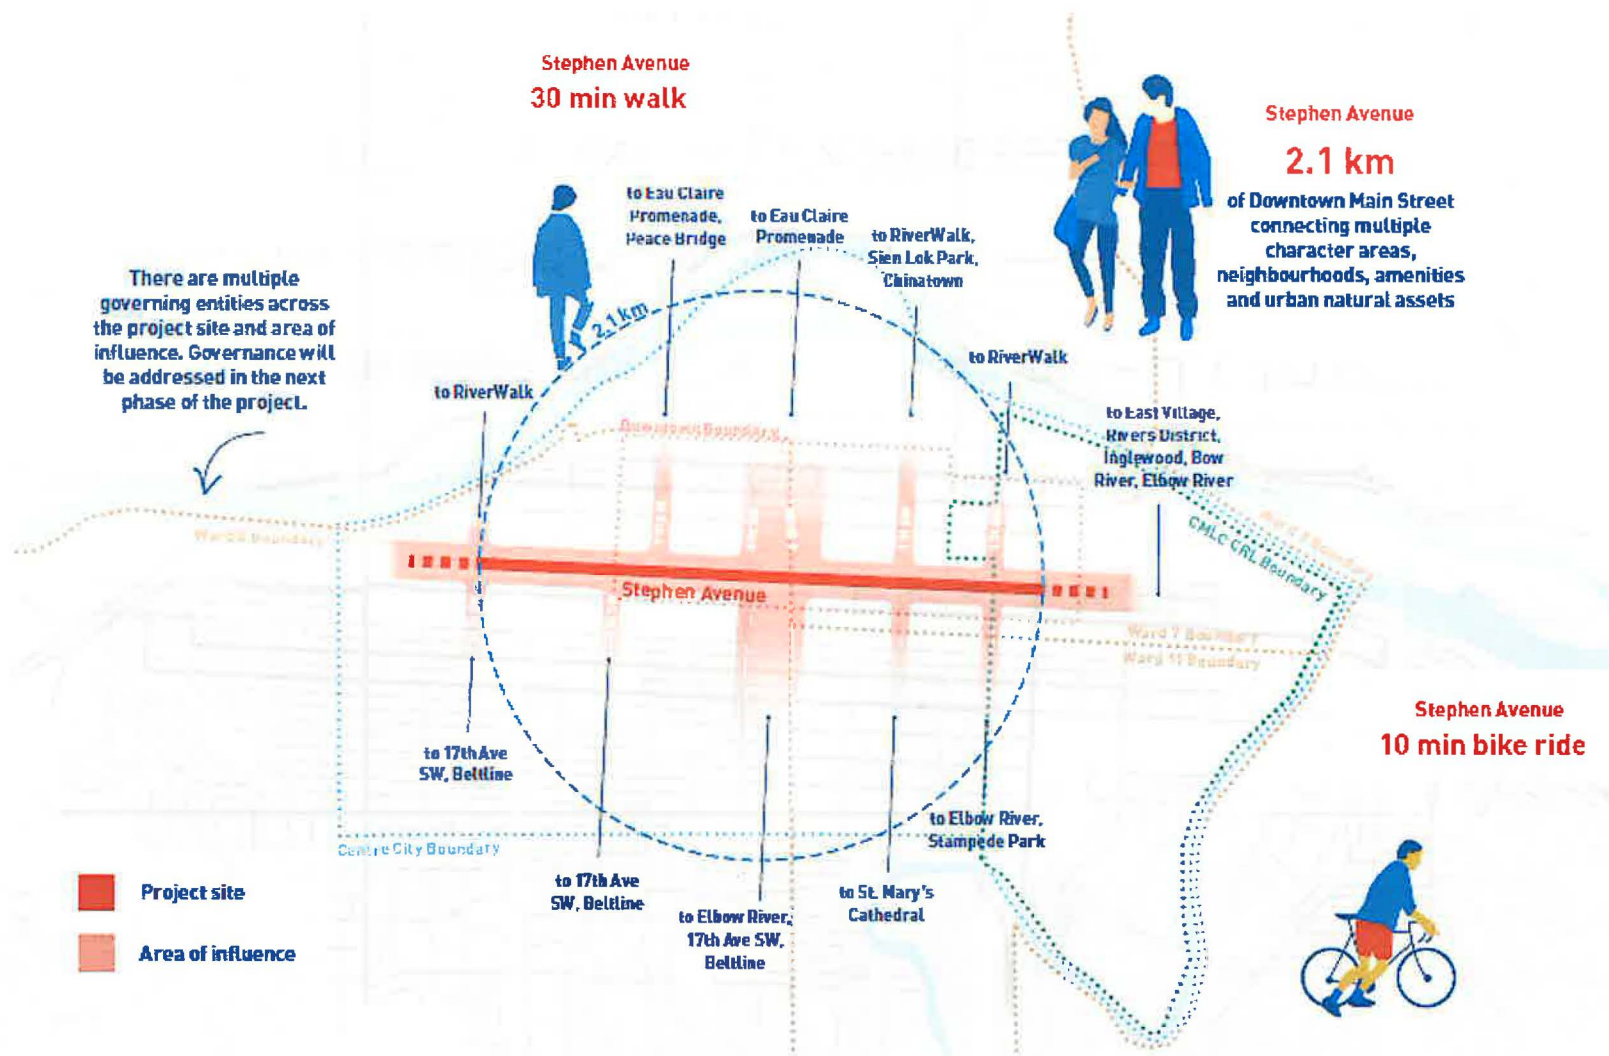 Stephen Avenue
30 min walk
Stephen Avenue
2.1 km
of Downtown Main Street
connecting multiple
character areas,
neighbourhoods, amenities
and urban natural assets
to Eau Claire
Promenade,
Peace Bridge
to Eau Claire
Promenade
to RiverWalk,
Sien Lok Park,
Chinatown
There are multiple
governing entities across
the project site and area of
influence. Governance will
be addressed in the next
phase of the project.
2.1 km
to RiverWalk
to RiverWalk
to East Village,
Rivers District,
Inglewood, Bow
River, Elbow River
Downtown Boundary
Boundary
CMLC CRL Boundary
Boundary
Stephen Avenue
Ward 7 Boundary
Ward 11 Boundary
Stephen Avenue
10 min bike ride
to 17th Ave
SW, Beltline
to Elbow River,
Stampede Park
Centre City Boundary
to 17th Ave
SW, Beltline
to Elbow River,
17th Ave SW,
Beltline
to St. Mary's
Cathedral
Project site
Area of influence